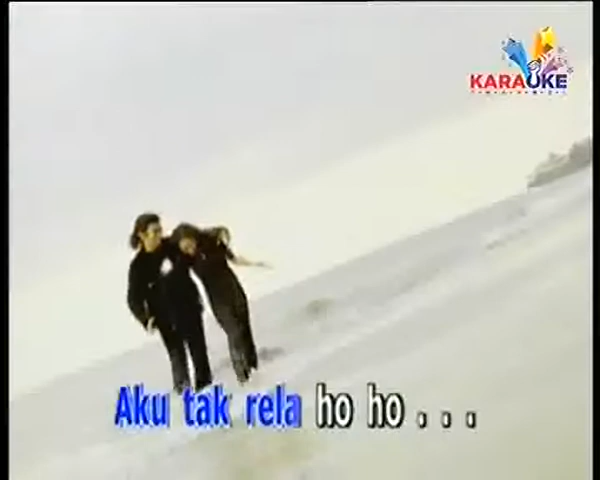 KARAOKE
Aku tak rela ho ho . . .